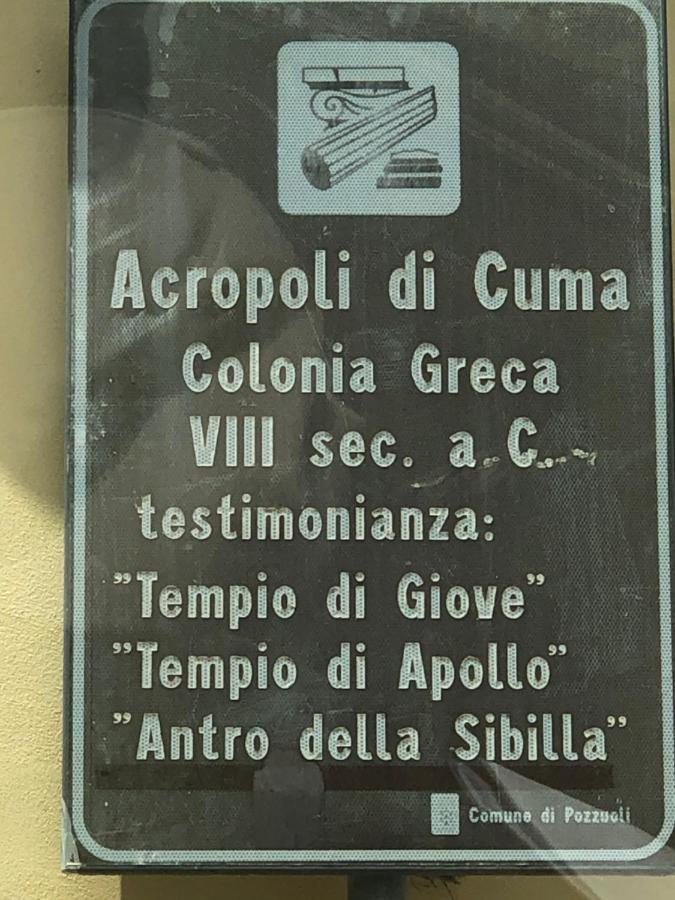 Acropoli di Cuma
Colonia Greca
VIII sec. a.C.
testimonianza:
”Tempio di Giove”
”Tempio di Apollo”
”Antro della Sibilla”
Comune di Pozzuoli